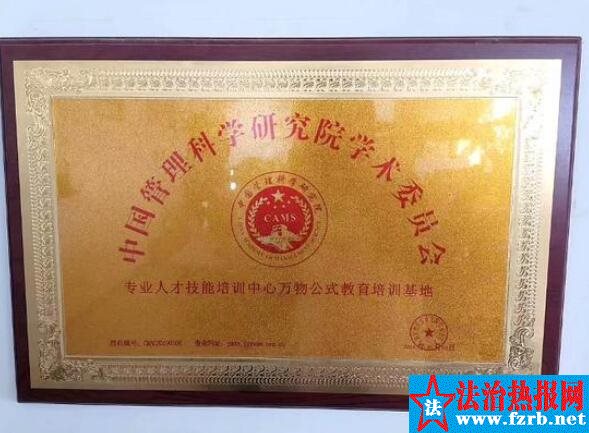 中国管理科学研究院学术委员会
CAMS
专业人才技能培训中心万物公式教育培训基地
法治热报网
法
www.fzrb.net